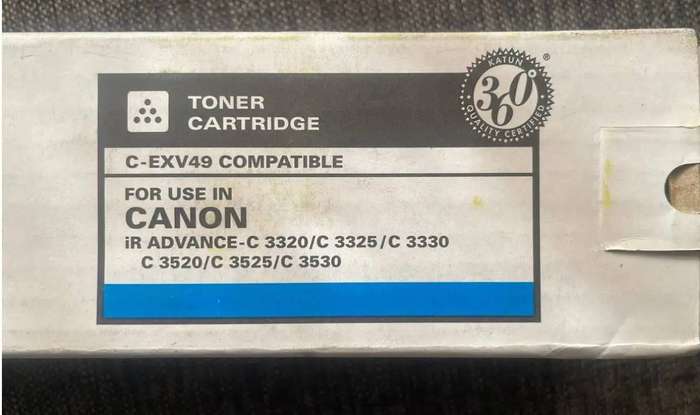 TONER
CARTRIDGE
KATUN
360°
QUALITY CERTIFIED
®
C-EXV49 COMPATIBLE
FOR USE IN
CANON
iR ADVANCE-C 3320/C 3325/C 3330
C 3520/C 3525/C 3530